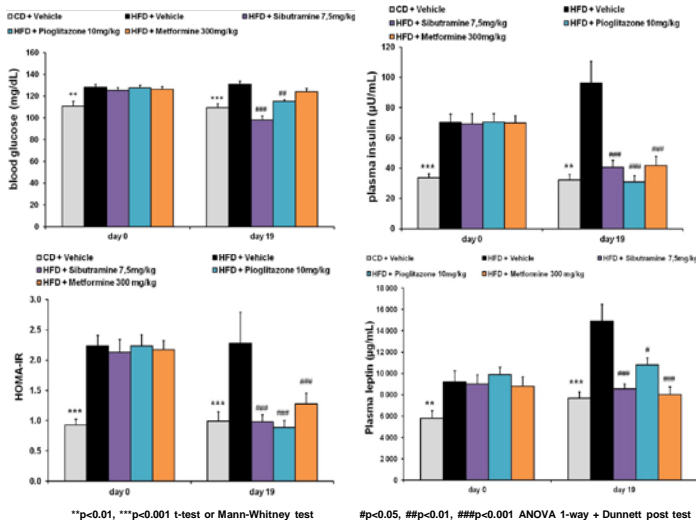 CD + Vehicle HFD + Vehicle HFD + Sibutramine 7,5mg/kg
HFD + Pioglitazone 10mg/kg HFD + Metformine 300mg/kg
blood glucose (mg/dL)
160
140
120
100
80
60
40
20
0
** *** ### ##
day 0 day 19
CD + Vehicle HFD + Vehicle
HFD + Sibutramine 7,5mg/kg HFD + Pioglitazone 10mg/kg
HFD + Metformine 300mg/kg
plasma insulin (µU/mL)
120
100
80
60
40
20
0
*** ** ### ### ###
day 0 day 19
CD + Vehicle HFD + Vehicle
HFD + Sibutramine 7,5mg/kg HFD + Pioglitazone 10mg/kg
HFD + Metformine 300 mg/kg
HOMA-IR
3.0
2.5
2.0
1.5
1.0
0.5
0.0
*** *** ### ### ###
day 0 day 19
CD + Vehicle HFD + Vehicle HFD + Sibutramine 7,5mg/kg
HFD + Pioglitazone 10mg/kg HFD + Metformine 300mg/kg
Plasma leptin (µg/mL)
18 000
16 000
14 000
12 000
10 000
8 000
6 000
4 000
2 000
0
** *** ### # ###
day 0 day 19
**p<0.01, ***p<0.001 t-test or Mann-Whitney test
#p<0.05, ##p<0.01, ###p<0.001 ANOVA 1-way + Dunnett post test